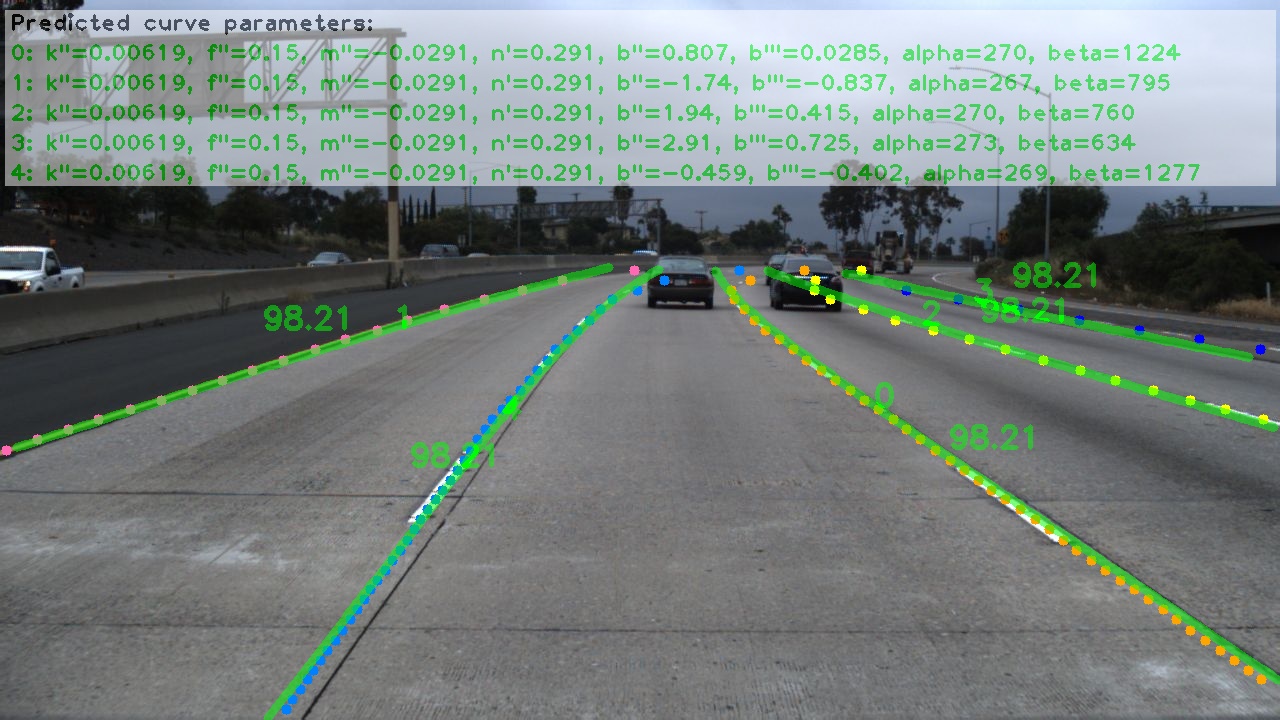 Predicted curve parameters:
0: k''=0.00619, f''=0.15, m''=-0.0291, n'=0.291, b''=0.807, b'''=0.0285, alpha=270, beta=1224
1: k''=0.00619, f''=0.15, m''=-0.0291, n'=0.291, b''=-1.74, b'''=-0.837, alpha=267, beta=795
2: k''=0.00619, f''=0.15, m''=-0.0291, n'=0.291, b''=1.94, b'''=0.415, alpha=270, beta=760
3: k''=0.00619, f''=0.15, m''=-0.0291, n'=0.291, b''=2.91, b'''=0.725, alpha=273, beta=634
4: k''=0.00619, f''=0.15, m''=-0.0291, n'=0.291, b''=-0.459, b'''=-0.402, alpha=269, beta=1277
98.21
3
98.21
1
98.21
2
0
98.21
98.21